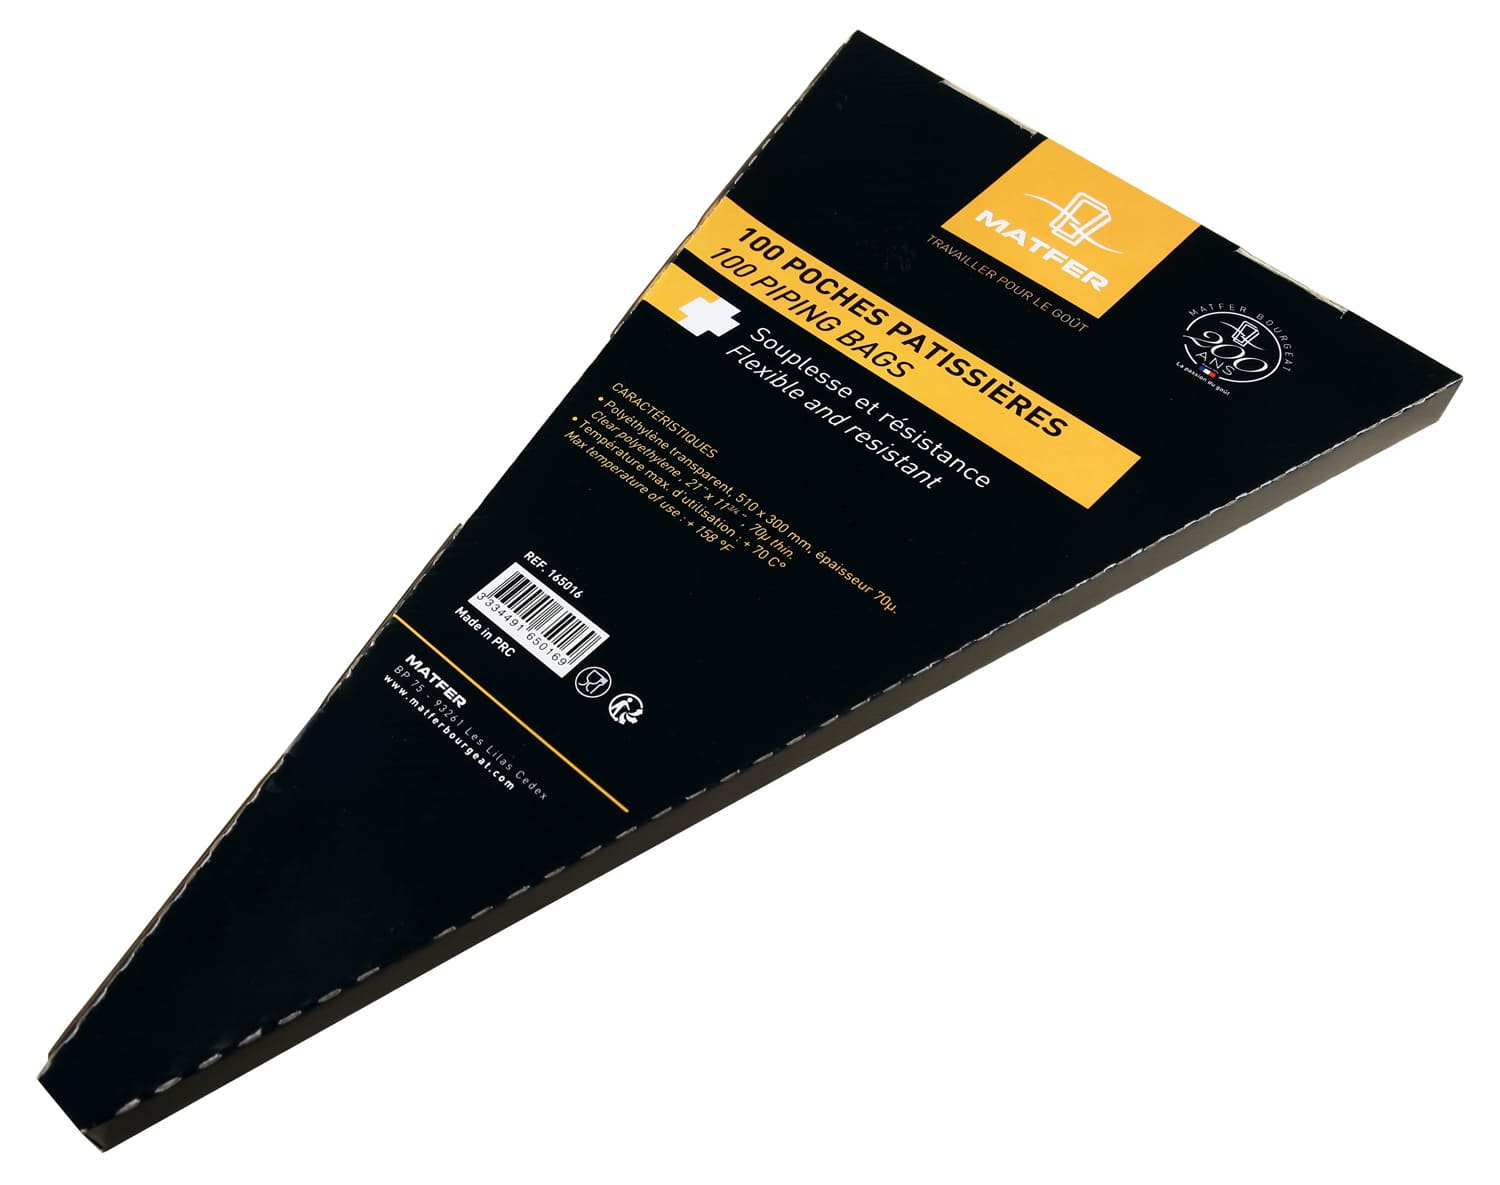 MATFER
TRAVAILLER POUR LE GOÛT
MATFER BOURGEAT
200
ANS
La passion du goût
100 POCHES PATISSIÈRES
100 PIPING BAGS
Souplesse et résistance
Flexible and resistant
CARACTÉRISTIQUES
• Polyéthylène transparent, 510 x 300 mm, épaisseur 70µ.
Clear polyethylene, 21" x 11¾", 70µ thin.
• Température max. d'utilisation : + 70 C°
Max temperature of use : + 158 °F
REF. 165016
3 334491 650169
Made in PRC
MATFER
BP 75 - 93261 Les Lilas Cedex
www.matferbourgeat.com